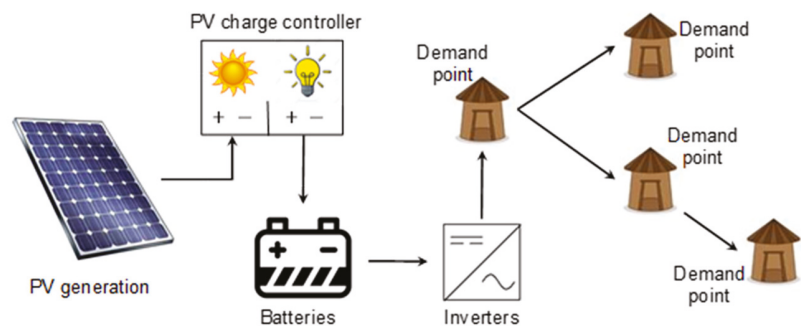 PV charge controller
+ − + −
PV generation
+ −
Batteries
Inverters
Demand
point
Demand
point
Demand
point
Demand
point